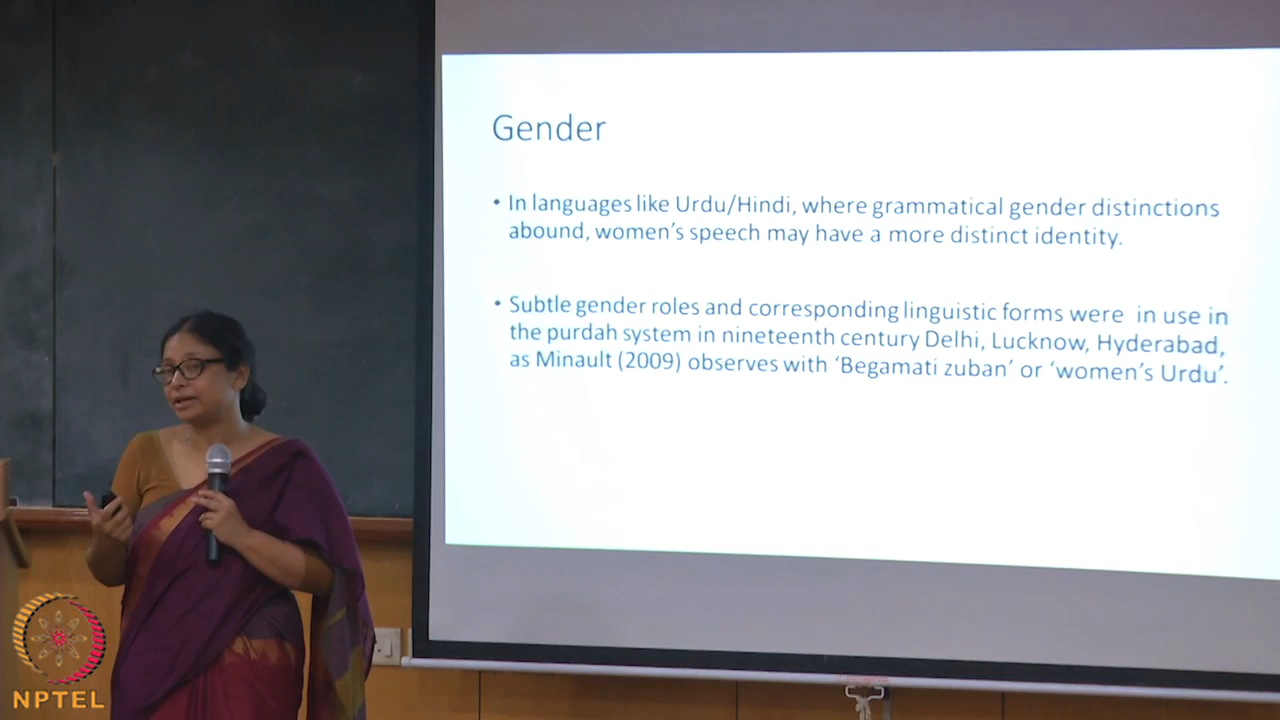 Gender
• In languages like Urdu/Hindi, where grammatical gender distinctions
abound, women's speech may have a more distinct identity.
• Subtle gender roles and corresponding linguistic forms were in use in
the purdah system in nineteenth century Delhi, Lucknow, Hyderabad,
as Minault (2009) observes with 'Begamati zuban' or 'women's Urdu'.
NPTEL